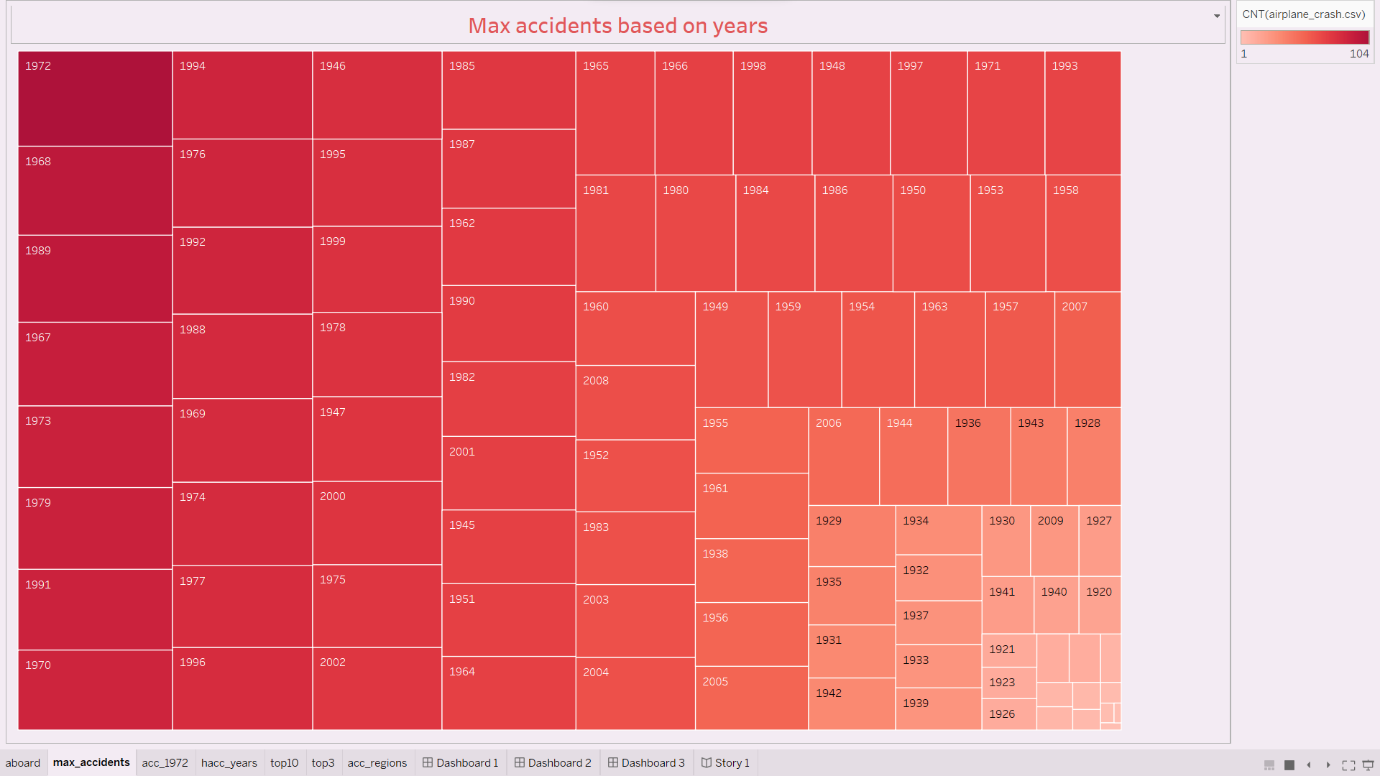 Max accidents based on years
CNT(airplane_crash.csv)
1 104
1972 1994 1946 1985 1965 1966 1998 1948 1997 1971 1993
1987
1968 1976 1995
1981 1980 1984 1986 1950 1953 1958
1962
1989 1992 1999
1990 1960 1949 1959 1954 1963 1957 2007
1967 1988 1978
1982 2008
1973 1969 1947 1955 2006 1944 1936 1943 1928
2001 1952
1979 1974 2000 1961
1945 1983 1929 1934 1930 2009 1927
1938
1991 1977 1975 1935 1932
1951 2003 1941 1940 1920
1956 1937
1931
1970 1996 2002 1964 2004 1933 1921
2005 1942 1939 1923
1926
aboard max_accidents acc_1972 hacc_years top10 top3 acc_regions Dashboard 1 Dashboard 2 Dashboard 3 Story 1